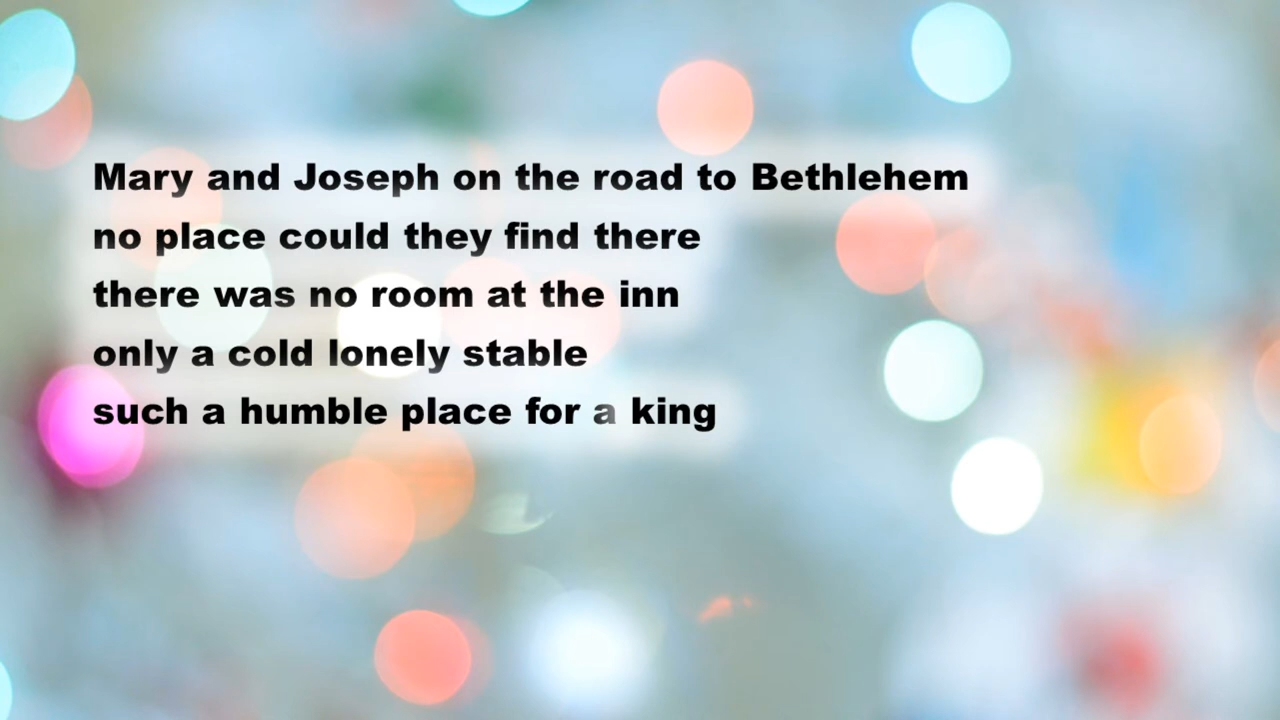 Mary and Joseph on the road to Bethlehem
no place could they find there
there was no room at the inn
only a cold lonely stable
such a humble place for a king